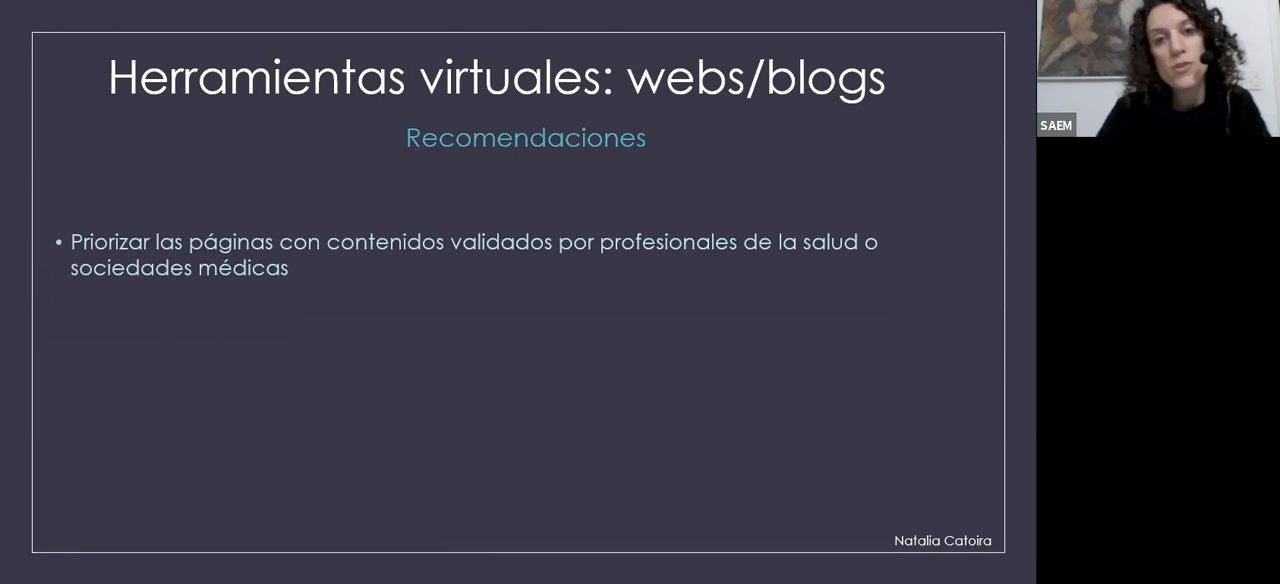 Herramientas virtuales: webs/blogs
Recomendaciones
• Priorizar las páginas con contenidos validados por profesionales de la salud o
sociedades médicas
Natalia Catoira
SAEM